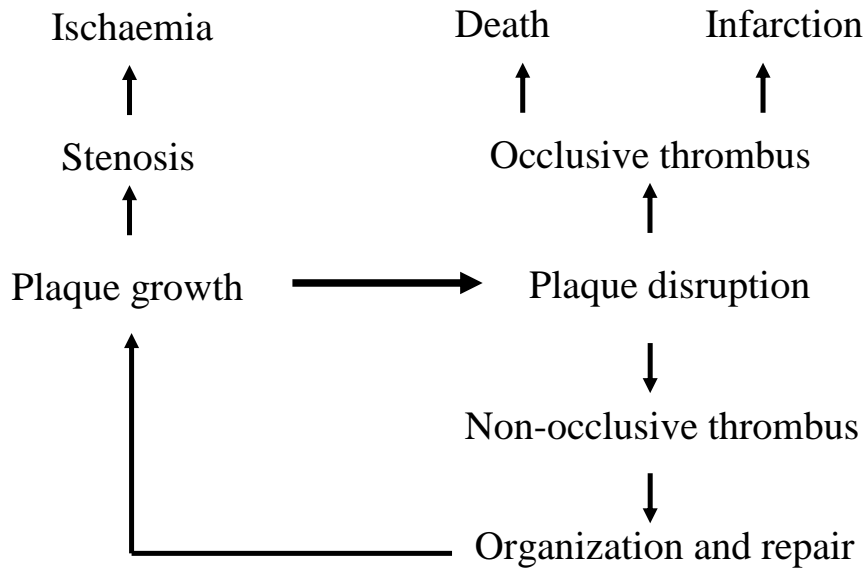 Ischaemia
Death
Infarction
Stenosis
Occlusive thrombus
Plaque growth
Plaque disruption
Non-occlusive thrombus
Organization and repair